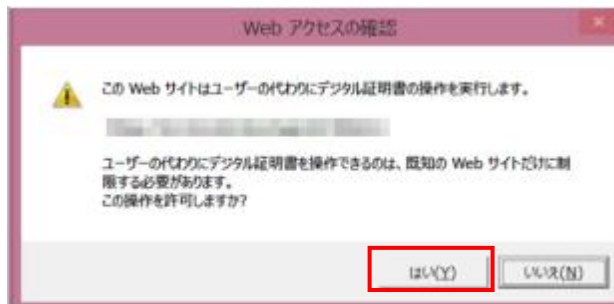 Web アクセスの確認
この Web サイトはユーザーの代わりにデジタル証明書の操作を実行します。
ユーザーの代わりにデジタル証明書を操作できるのは、既知の Web サイトだけに制
限する必要があります。
この操作を許可しますか?
はい(Y)
いいえ(N)